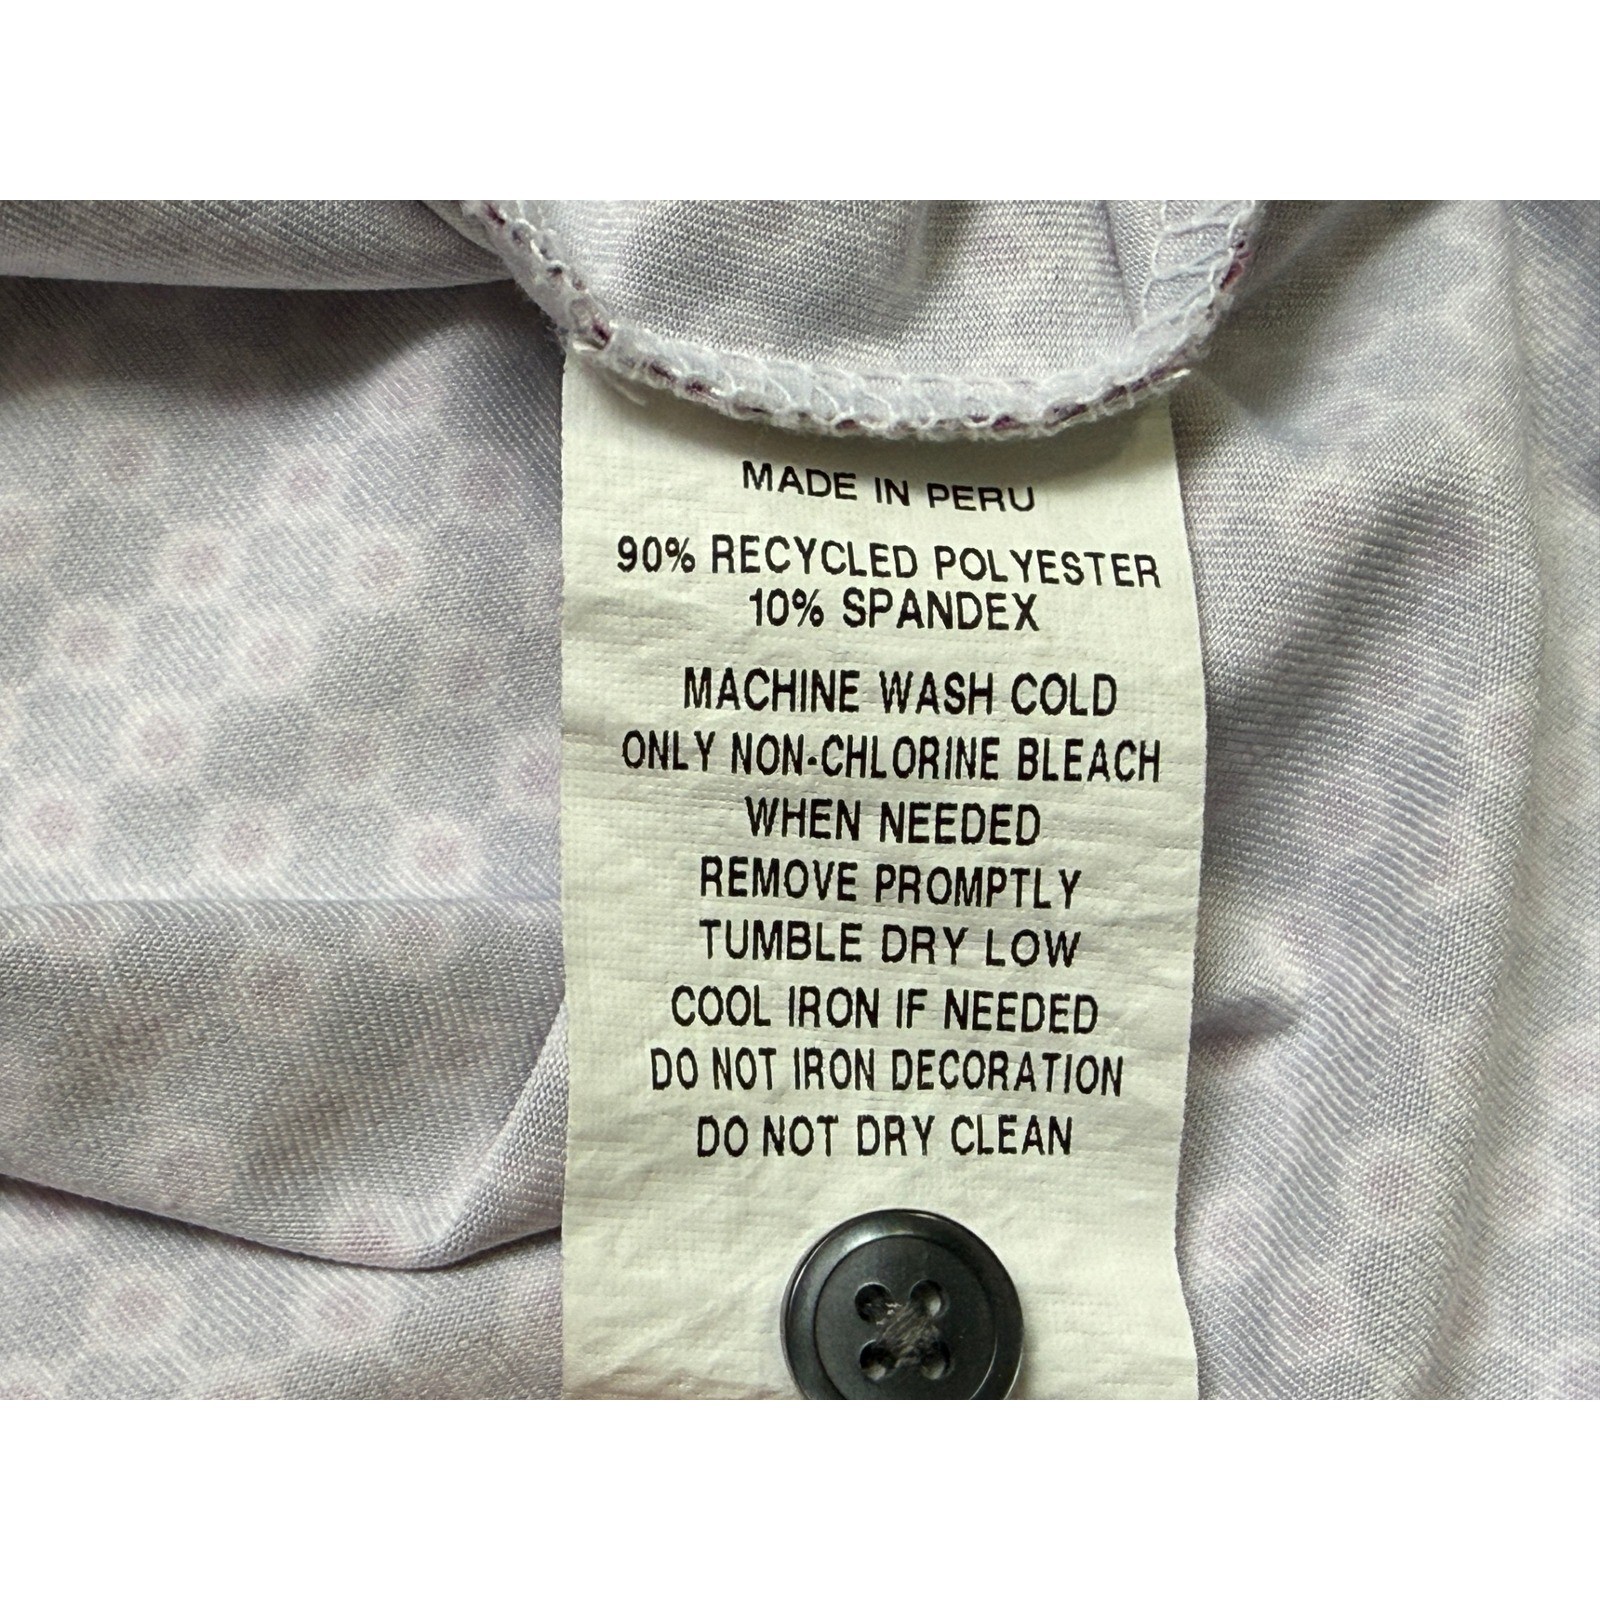 MADE IN PERU
90% RECYCLED POLYESTER
10% SPANDEX
MACHINE WASH COLD
ONLY NON-CHLORINE BLEACH
WHEN NEEDED
REMOVE PROMPTLY
TUMBLE DRY LOW
COOL IRON IF NEEDED
DO NOT IRON DECORATION
DO NOT DRY CLEAN